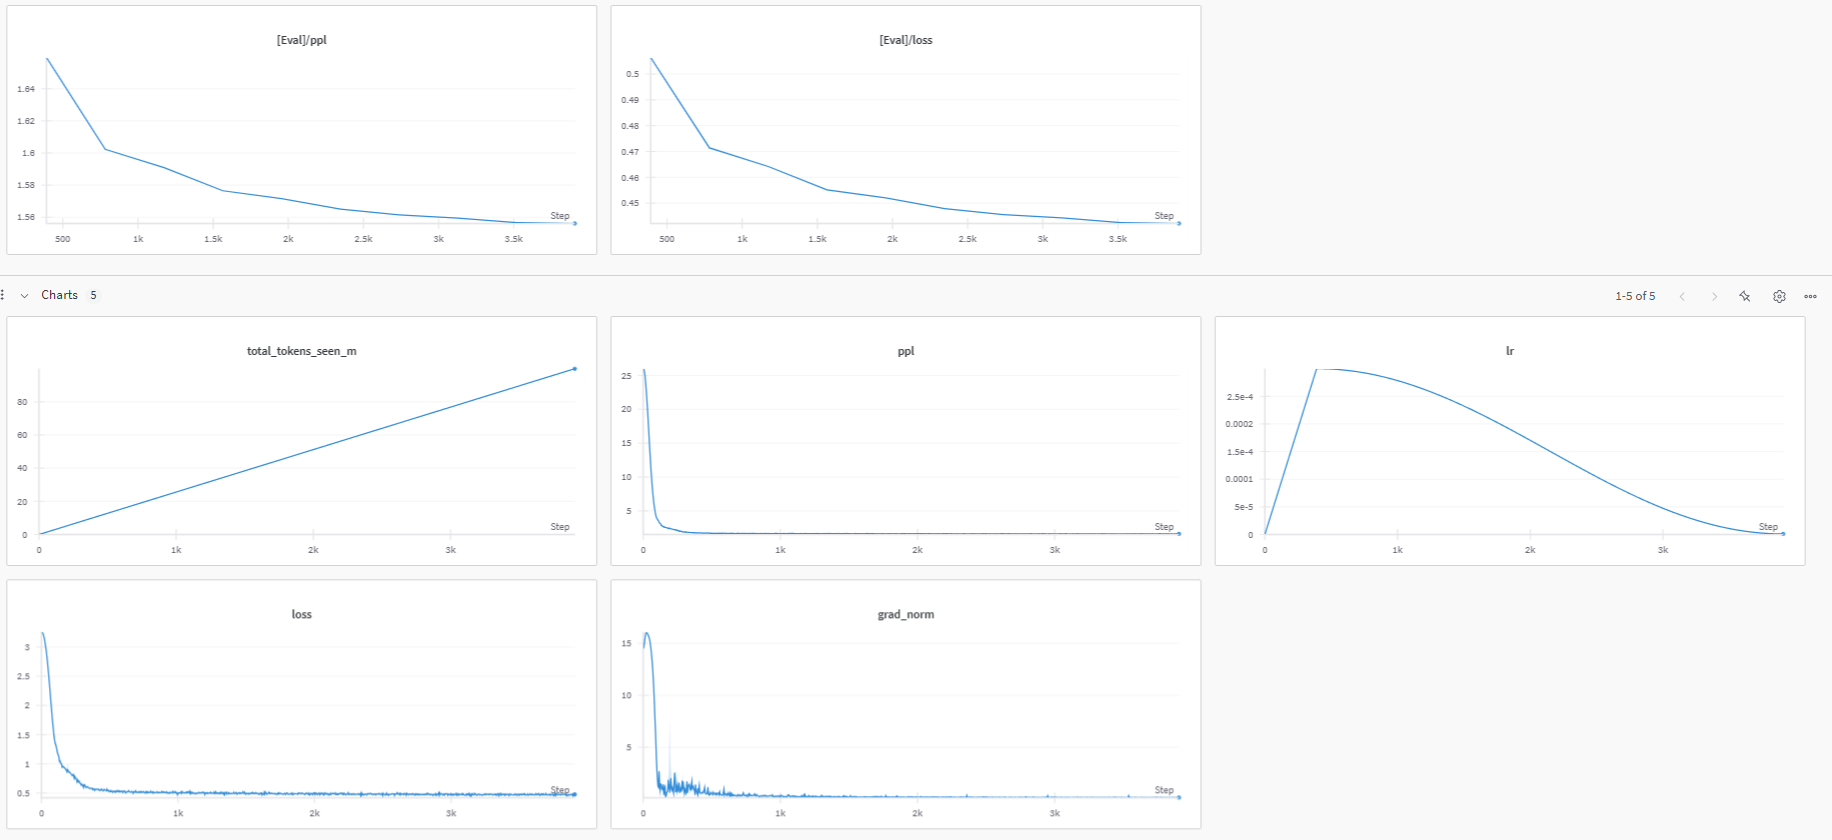 [Eval]/ppl
1.64
1.62
1.6
1.58
1.56
Step
500 1k 1.5k 2k 2.5k 3k 3.5k
[Eval]/loss
0.5
0.49
0.48
0.47
0.46
0.45
Step
500 1k 1.5k 2k 2.5k 3k 3.5k
Charts 5
1-5 of 5
total_tokens_seen_m
80
60
40
20
0
Step
0 1k 2k 3k
ppl
25
20
15
10
5
Step
0 1k 2k 3k
lr
2.5e-4
0.0002
1.5e-4
0.0001
5e-5
0
Step
0 1k 2k 3k
loss
3
2.5
2
1.5
1
0.5
Step
0 1k 2k 3k
grad_norm
15
10
5
Step
0 1k 2k 3k